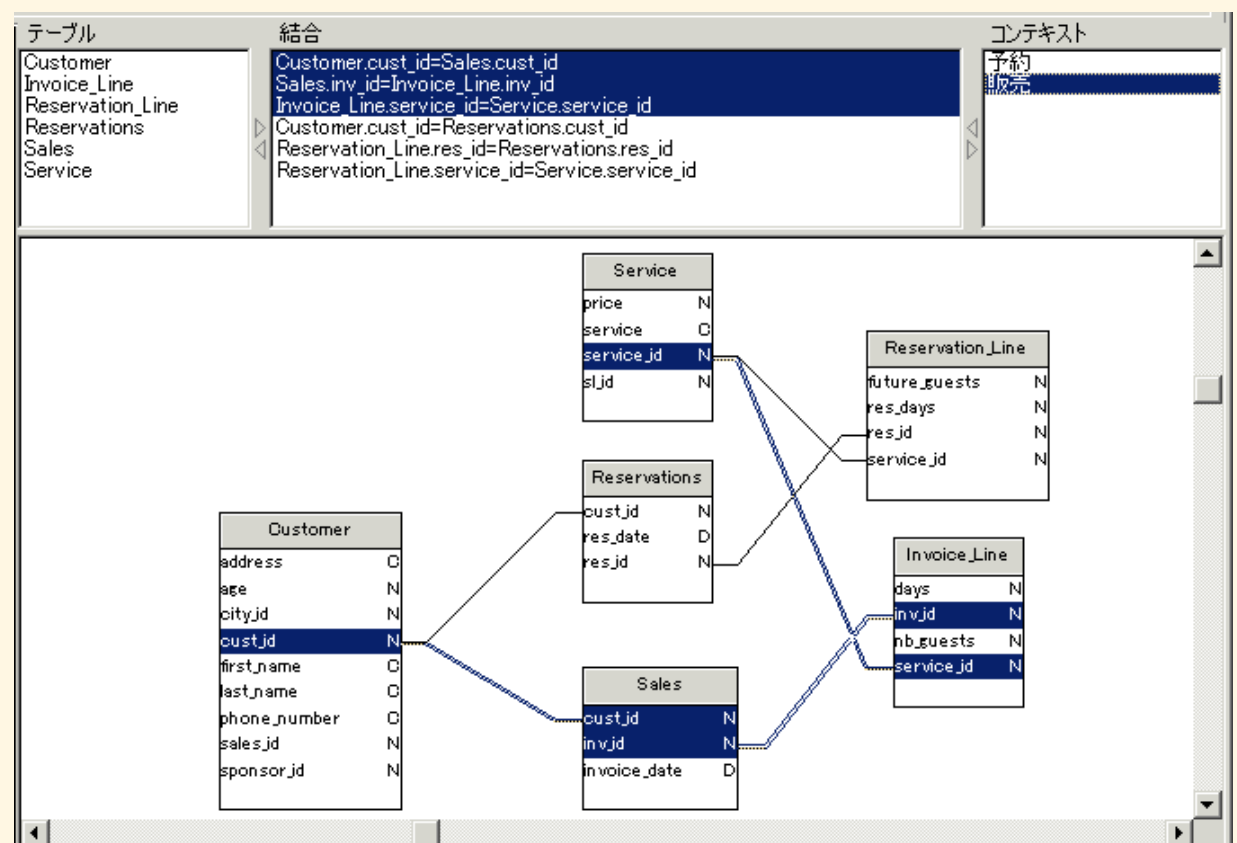 テーブル
結合
コンテキスト
Customer
Invoice_Line
Reservation_Line
Reservations
Sales
Service
Customer.cust_id=Sales.cust_id
Sales.inv_id=Invoice_Line.inv_id
Invoice_Line.service_id=Service.service_id
Customer.cust_id=Reservations.cust_id
Reservation_Line.res_id=Reservations.res_id
Reservation_Line.service_id=Service.service_id
予約
販売
Service
price N
service C
service_id N
sl_id N
Reservation_Line
future_guests N
res_days N
res_id N
service_id N
Reservations
cust_id N
res_date D
res_id N
Customer
address C
age N
city_id N
cust_id N
first_name C
last_name C
phone_number C
sales_id N
sponsor_id N
Invoice_Line
days N
inv_id N
nb_guests N
service_id N
Sales
cust_id N
inv_id N
invoice_date D